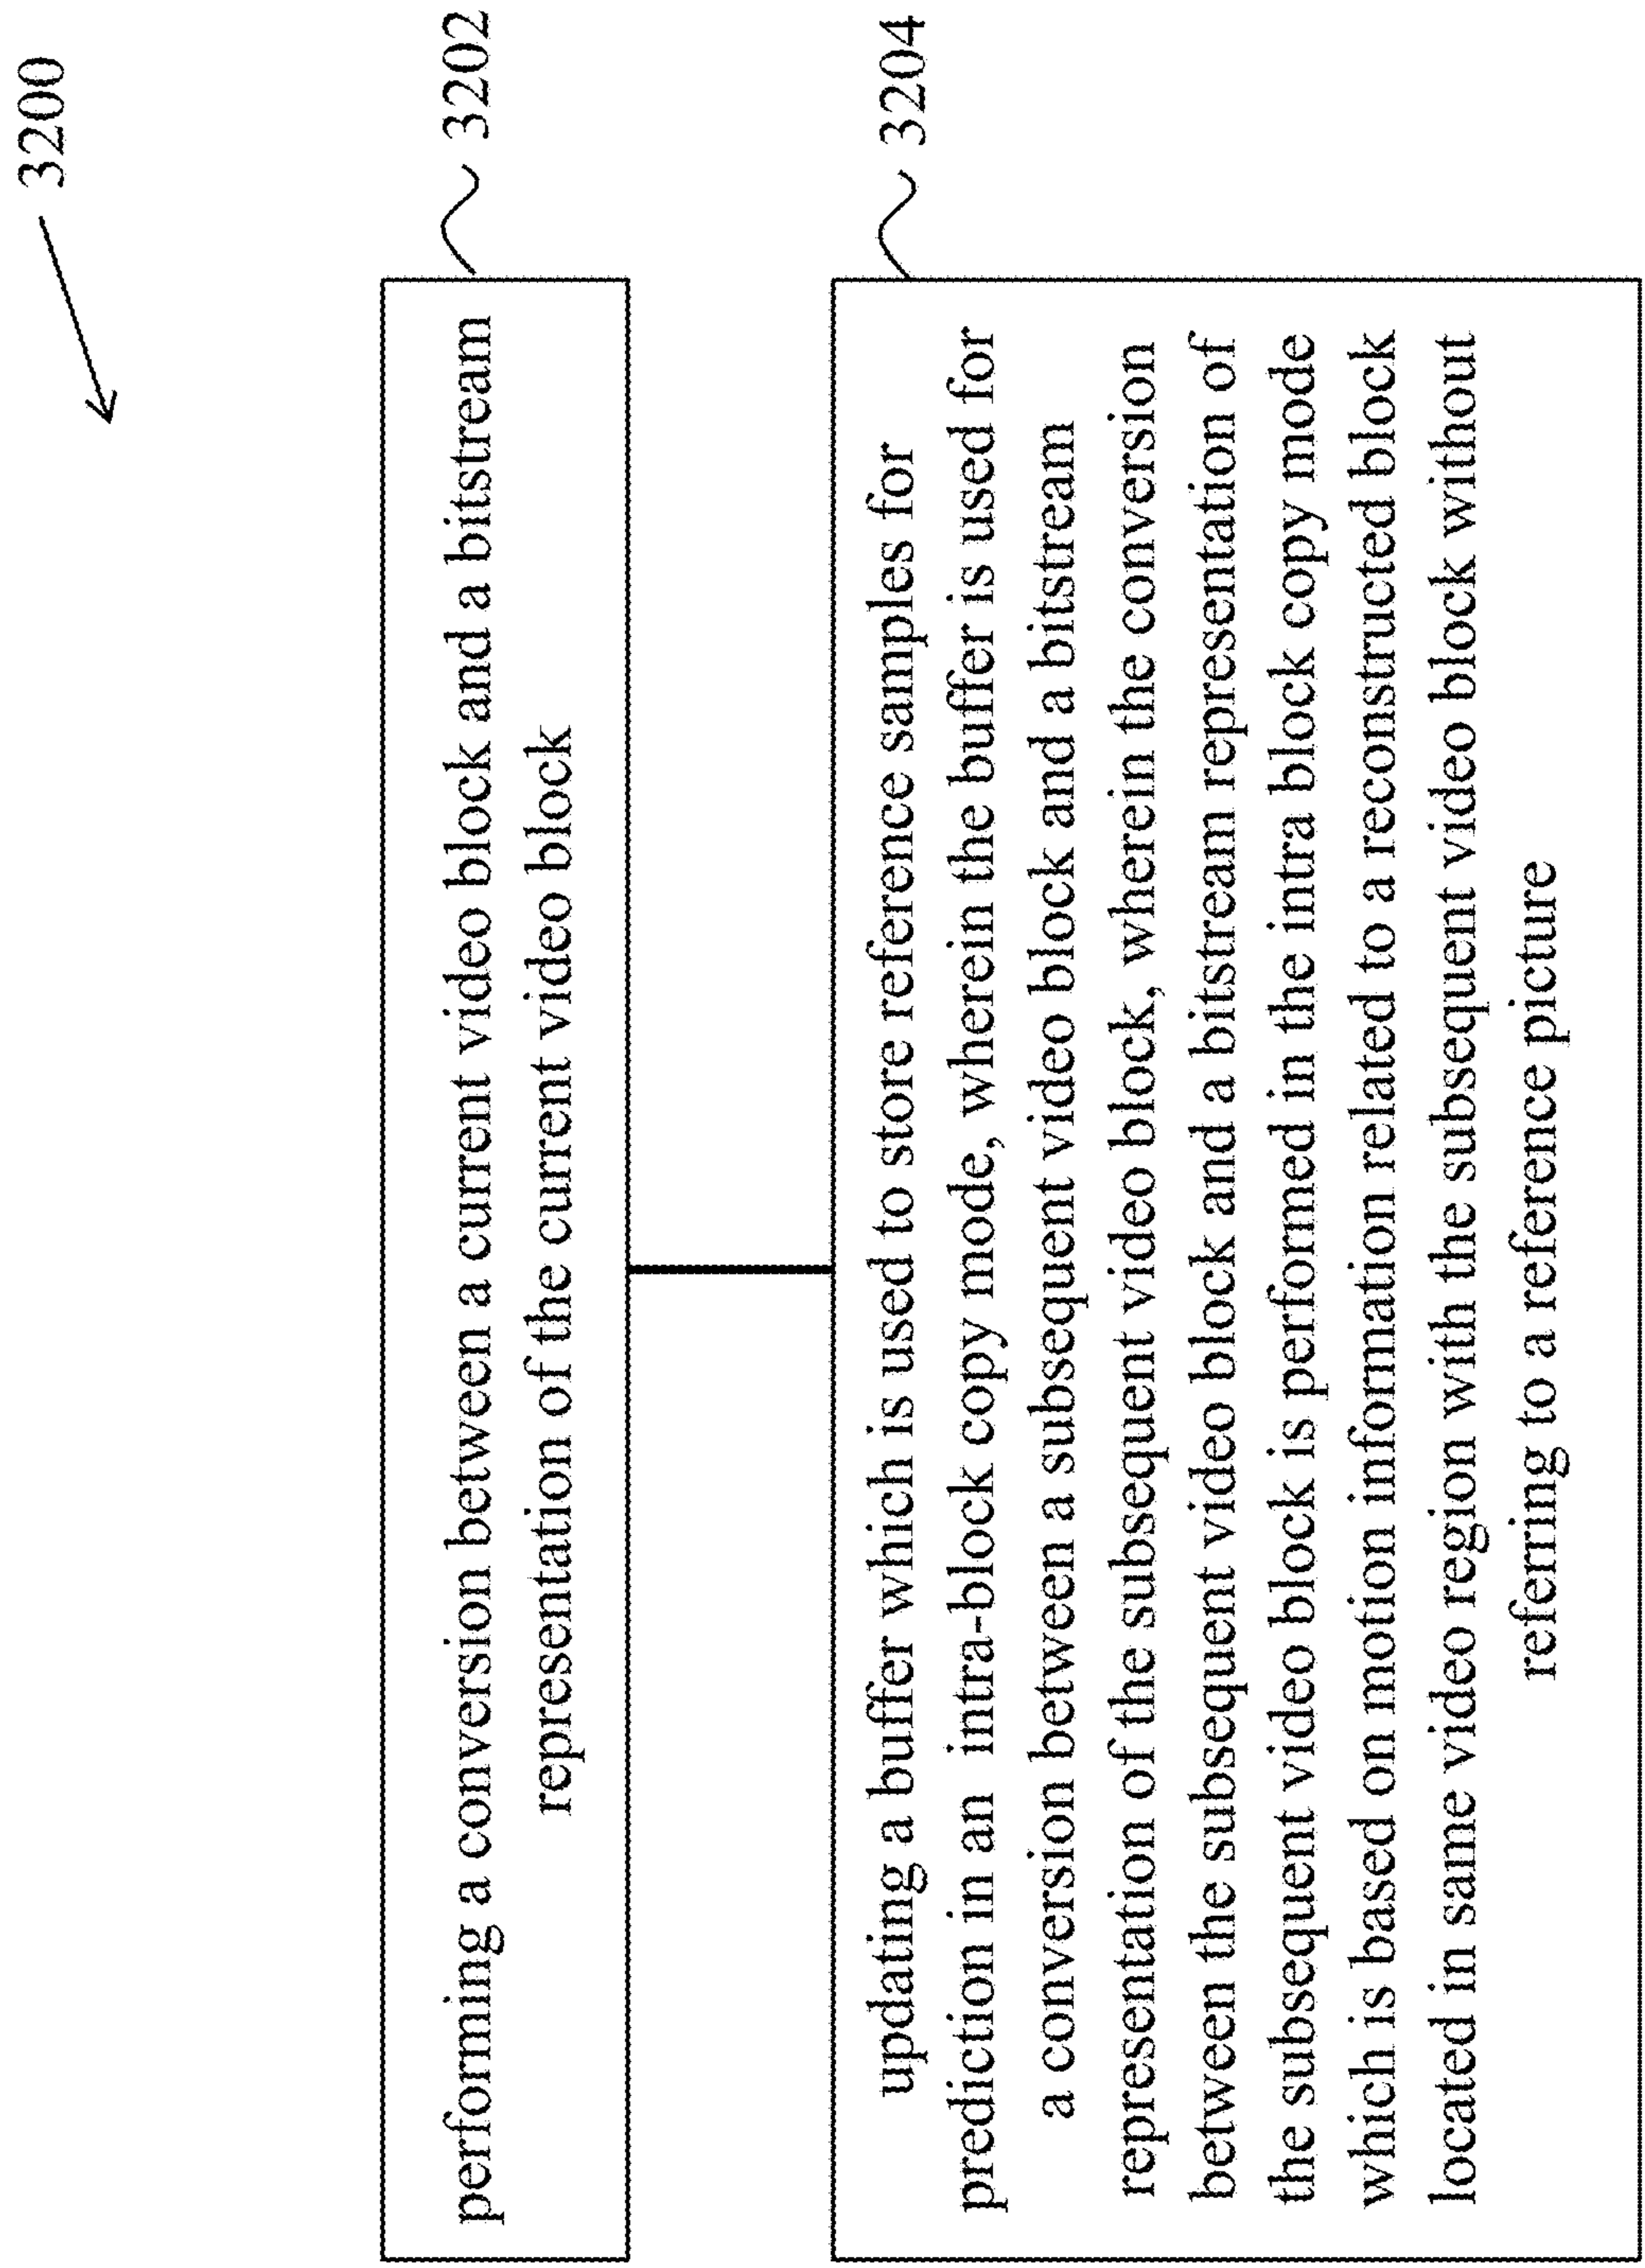 3200
3202
performing a conversion between a current video block and a bitstream
representation of the current video block
3204
updating a buffer which is used to store reference samples for
prediction in an intra-block copy mode, wherein the buffer is used for
a conversion between a subsequent video block and a bitstream
representation of the subsequent video block, wherein the conversion
between the subsequent video block and a bitstream representation of
the subsequent video block is performed in the intra block copy mode
which is based on motion information related to a reconstructed block
located in same video region with the subsequent video block without
referring to a reference picture